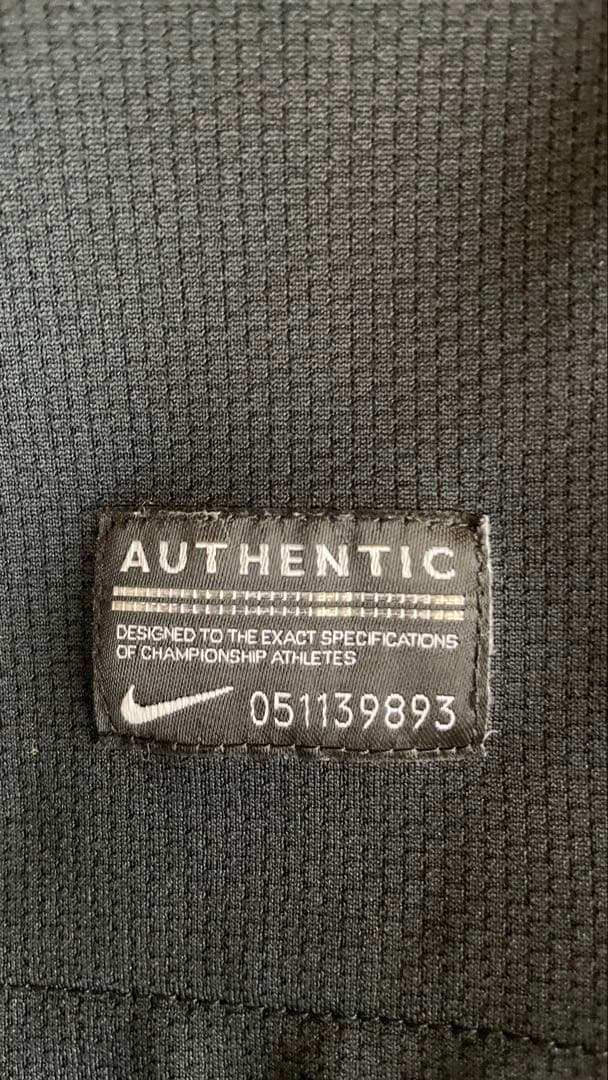 AUTHENTIC
DESIGNED TO THE EXACT SPECIFICATIONS
OF CHAMPIONSHIP ATHLETES
051139893